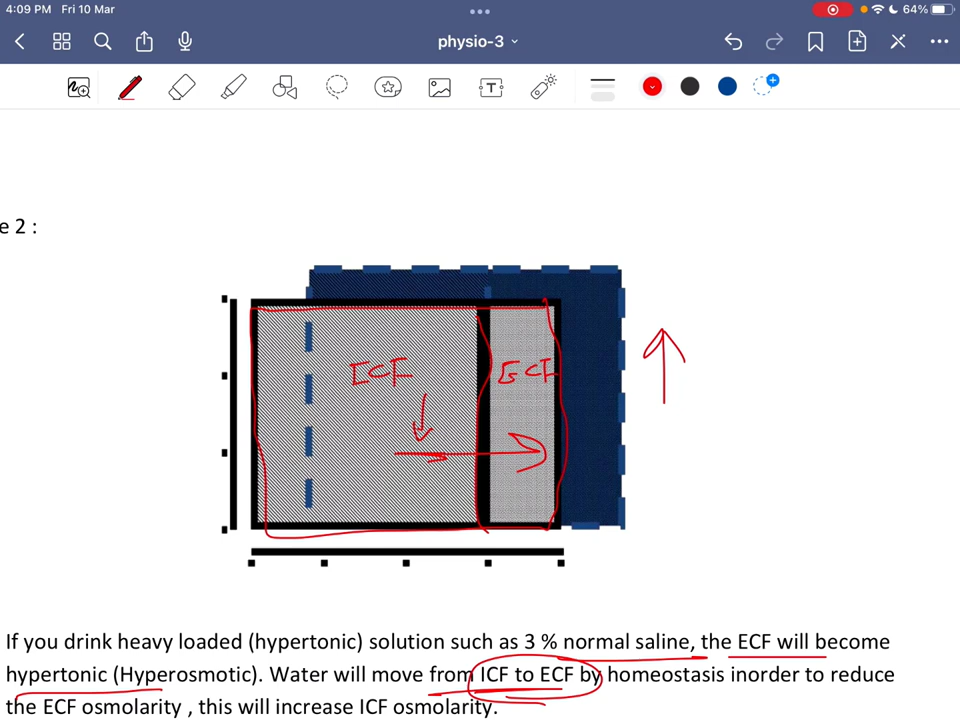 4:09 PM Fri 10 Mar 64%
physio-3
T
e 2 :
ICF ECF
If you drink heavy loaded (hypertonic) solution such as 3 % normal saline, the ECF will become
hypertonic (Hyperosmotic). Water will move from ICF to ECF by homeostasis inorder to reduce
the ECF osmolarity , this will increase ICF osmolarity.